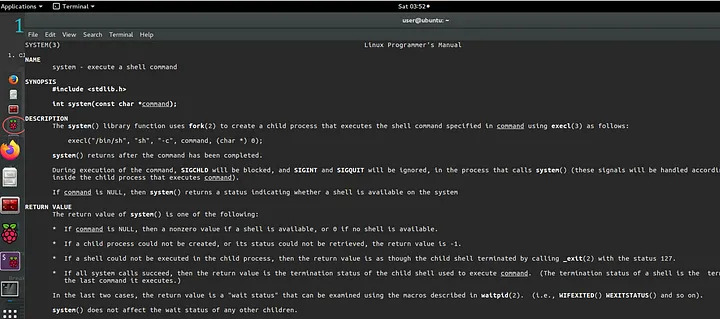 Applications Terminal Sat 03:52
user@ubuntu: ~
1
File Edit View Search Terminal Help
SYSTEM(3) Linux Programmer's Manual
1.
NAME
system - execute a shell command
SYNOPSIS
#include <stdlib.h>
int system(const char *command);
DESCRIPTION
The system() library function uses fork(2) to create a child process that executes the shell command specified in command using execl(3) as follows:
execl("/bin/sh", "sh", "-c", command, (char *) 0);
system() returns after the command has been completed.
During execution of the command, SIGCHLD will be blocked, and SIGINT and SIGQUIT will be ignored, in the process that calls system() (these signals will be handled accordi
inside the child process that executes command).
If command is NULL, then system() returns a status indicating whether a shell is available on the system
RETURN VALUE
The return value of system() is one of the following:
* If command is NULL, then a nonzero value if a shell is available, or 0 if no shell is available.
* If a child process could not be created, or its status could not be retrieved, the return value is -1.
* If a shell could not be executed in the child process, then the return value is as though the child shell terminated by calling _exit(2) with the status 127.
* If all system calls succeed, then the return value is the termination status of the child shell used to execute command. (The termination status of a shell is the ter
the last command it executes.)
In the last two cases, the return value is a "wait status" that can be examined using the macros described in waitpid(2). (i.e., WIFEXITED() WEXITSTATUS() and so on).
system() does not affect the wait status of any other children.